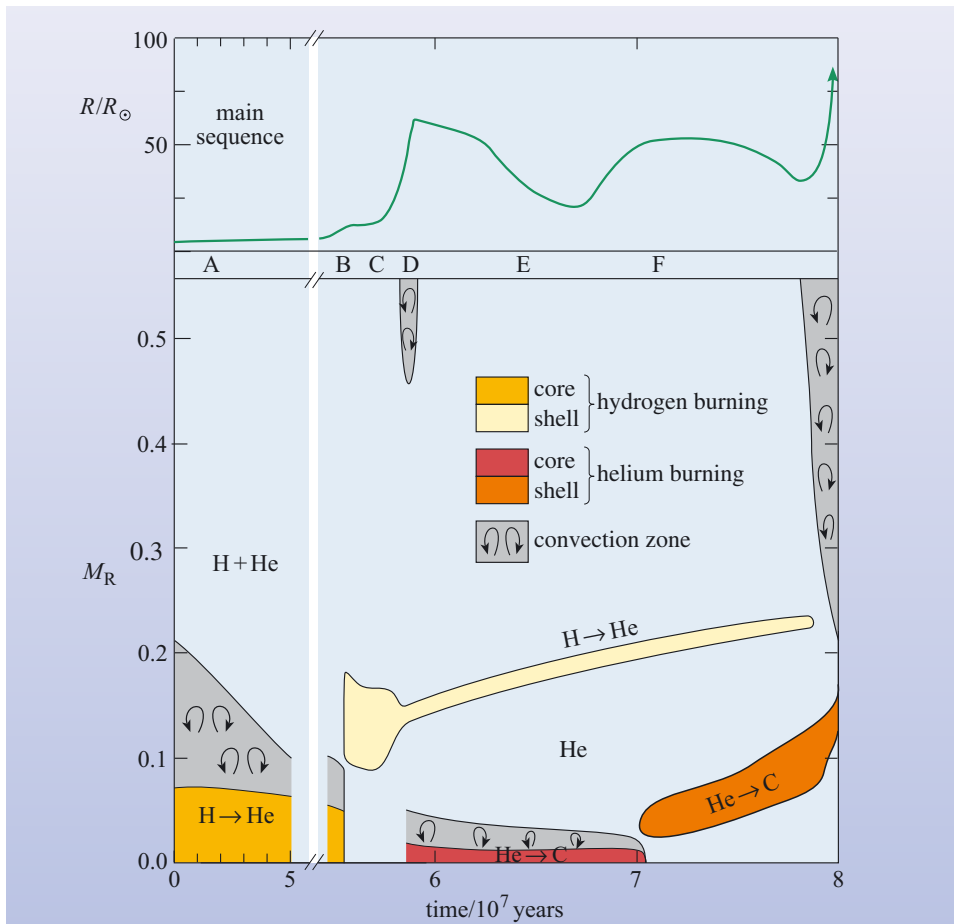 100
R/R☉
main
sequence
50
A B C D E F
0.5
core
shell
hydrogen burning
0.4
core
shell
helium burning
convection zone
0.3
H + He
M_R
H → He
0.2
He
0.1
He → C
H → He
He → C
0.0
0 5 6 7 8
time/10⁷ years